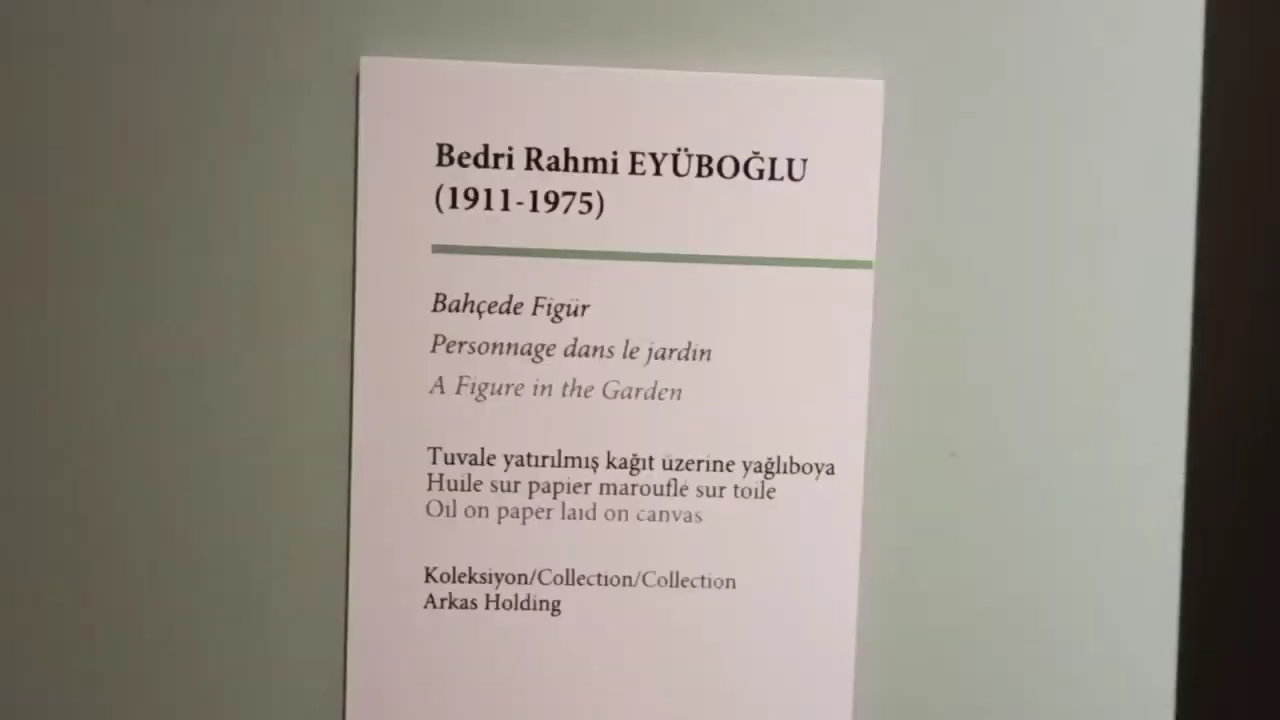 Bedri Rahmi EYÜBOĞLU
(1911-1975)
Bahçede Figür
Personnage dans le jardin
A Figure in the Garden
Tuvale yatırılmış kağıt üzerine yağlıboya
Huile sur papier marouflé sur toile
Oil on paper laid on canvas
Koleksiyon/Collection/Collection
Arkas Holding